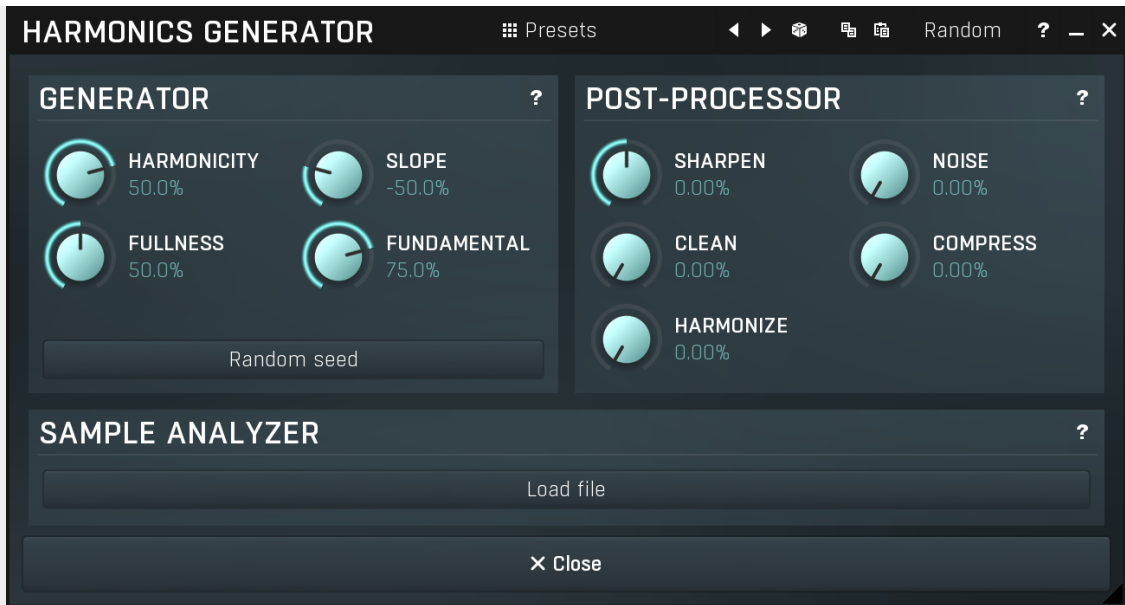 HARMONICS GENERATOR Presets Random ?
GENERATOR ?
HARMONICITY
50.0%
SLOPE
-50.0%
FULLNESS
50.0%
FUNDAMENTAL
75.0%
Random seed
POST-PROCESSOR ?
SHARPEN
0.00%
NOISE
0.00%
CLEAN
0.00%
COMPRESS
0.00%
HARMONIZE
0.00%
SAMPLE ANALYZER ?
Load file
Close